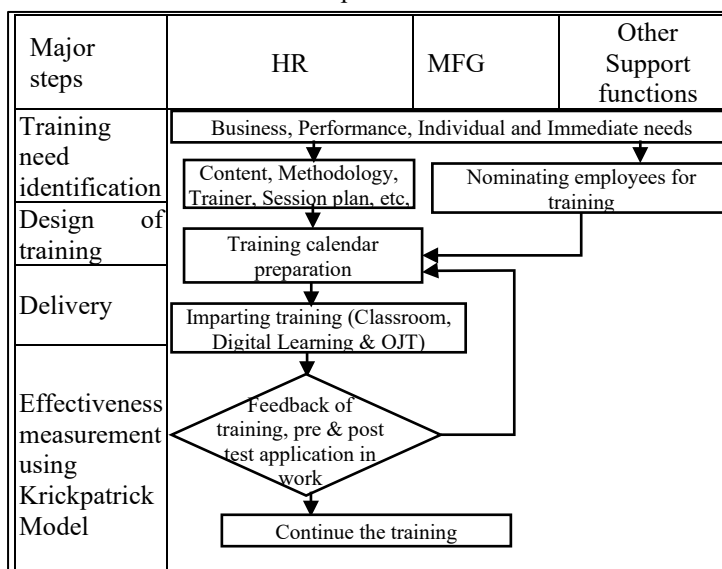 Major
steps
HR
MFG
Other
Support
functions
Training
need
identification
Business, Performance, Individual and Immediate needs
Content, Methodology,
Trainer, Session plan, etc,
Nominating employees for
training
Design of
training
Training calendar
preparation
Delivery
Imparting training (Classroom,
Digital Learning & OJT)
Effectiveness
measurement
using
Krickpatrick
Model
Feedback of
training, pre & post
test application in
work
Continue the training